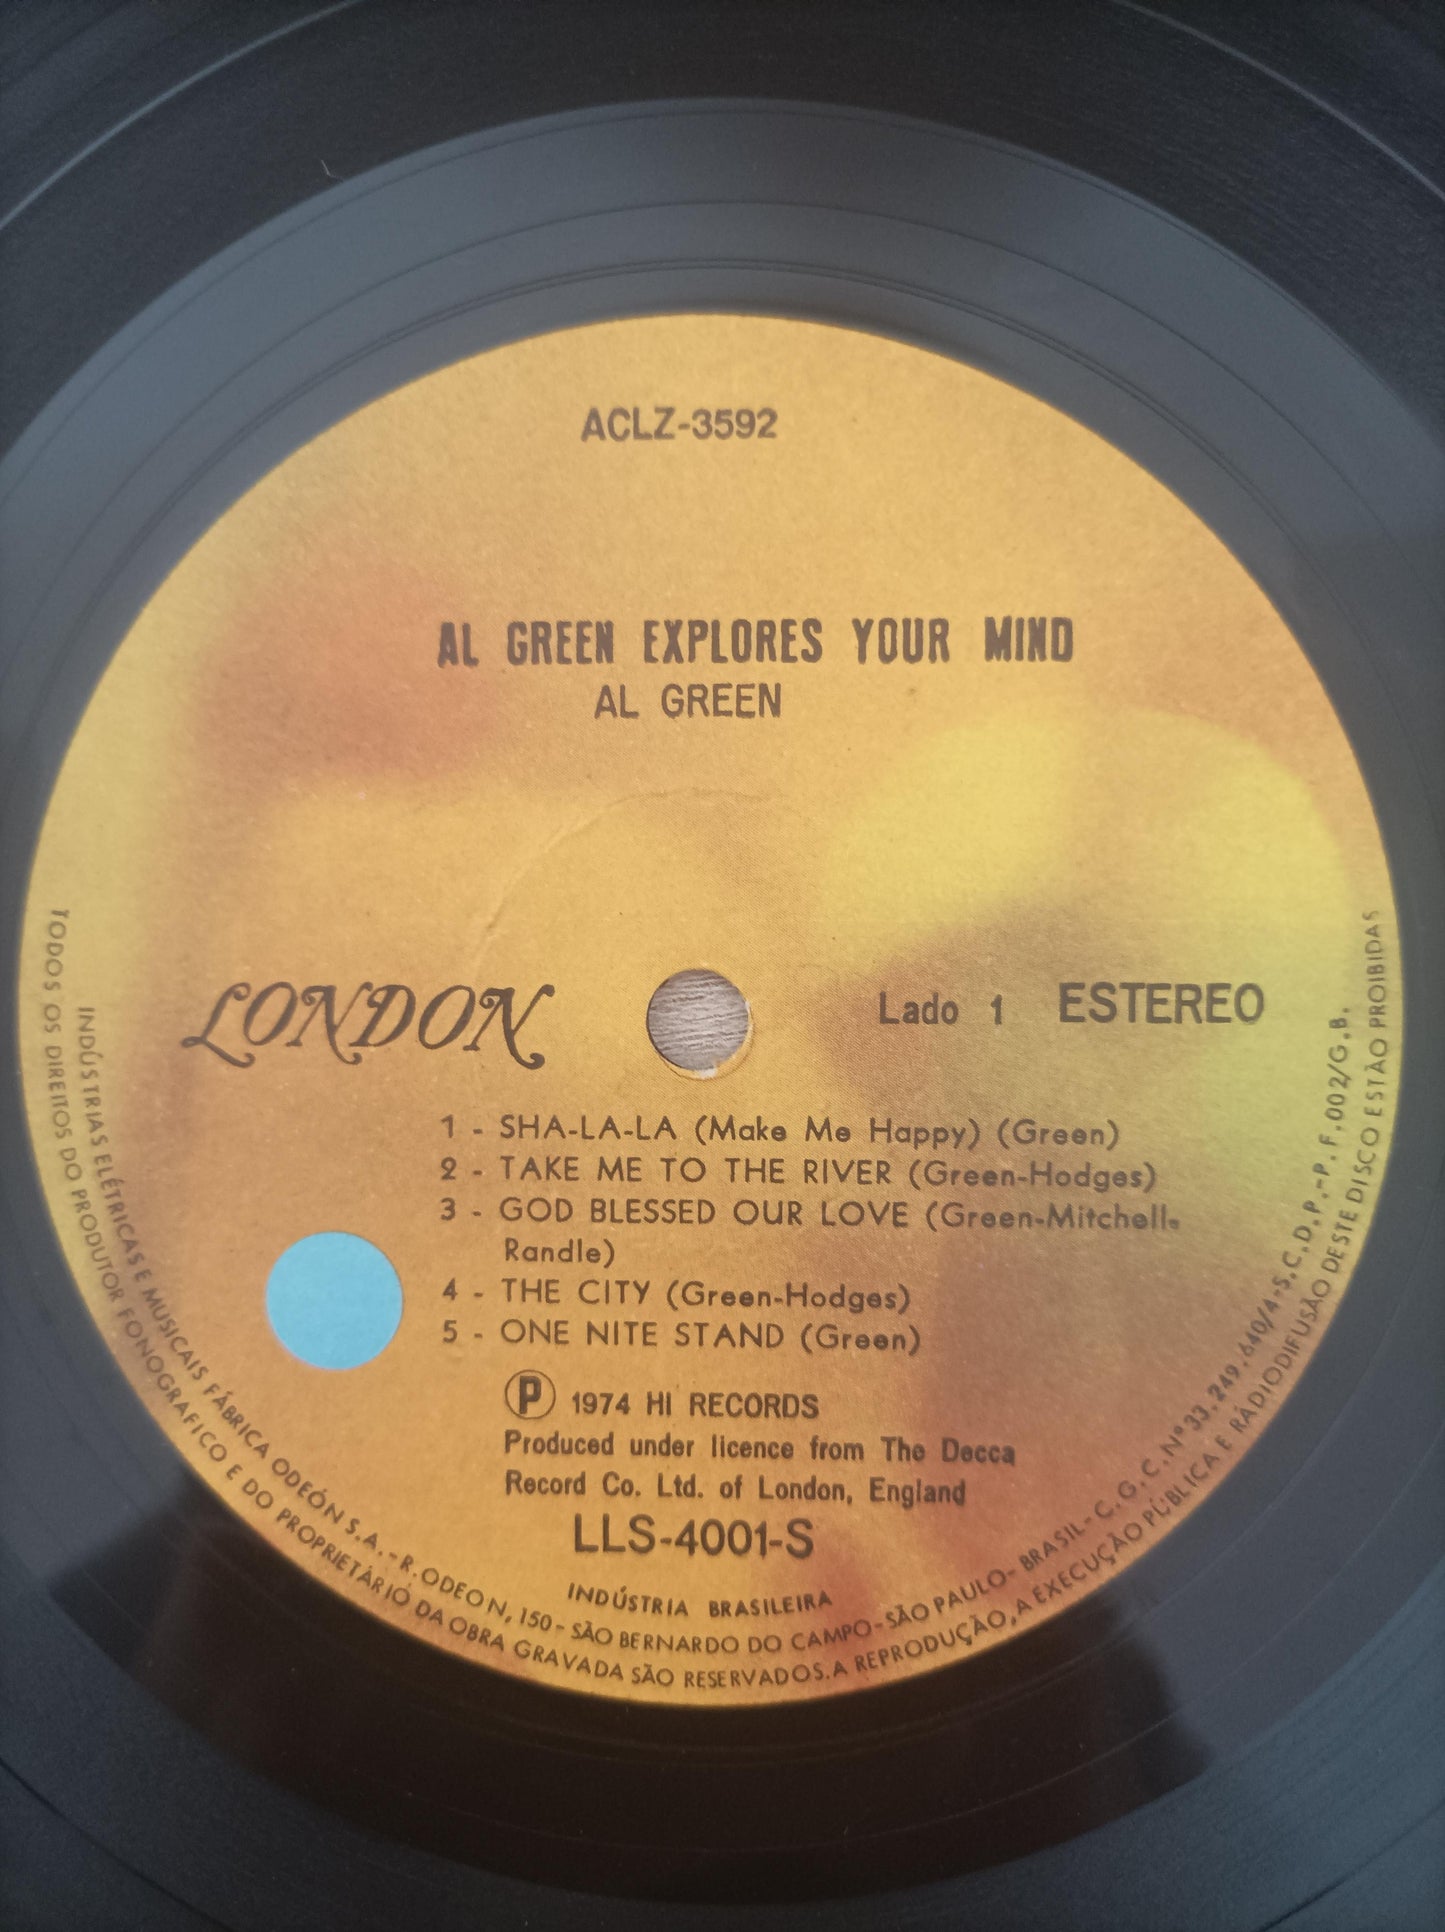 ACLZ-3592
AL GREEN EXPLORES YOUR MIND
AL GREEN
LONDON
Lado 1 ESTEREO
1 - SHA-LA-LA (Make Me Happy) (Green)
2 - TAKE ME TO THE RIVER (Green-Hodges)
3 - GOD BLESSED OUR LOVE (Green-Mitchell-
Randle)
4 - THE CITY (Green-Hodges)
5 - ONE NITE STAND (Green)
Ⓟ 1974 HI RECORDS
Produced under licence from The Decca
Record Co. Ltd. of London, England
LLS-4001-S
INDÚSTRIA BRASILEIRA
INDÚSTRIAS ELÉTRICAS E MUSICAIS FÁBRICA ODEÓN S.A. - R. ODEON, 150 - SÃO BERNARDO DO CAMPO - SÃO PAULO - BRASIL - C.G.C. Nº 33.249.640/4 - S.C.D.P. - P.F. 002/G.B.
TODOS OS DIREITOS DO PRODUTOR FONOGRAFICO E DO PROPRIETÁRIO DA OBRA GRAVADA SÃO RESERVADOS. A REPRODUÇÃO, A EXECUÇÃO PÚBLICA E RÁDIODIFUSÃO DESTE DISCO ESTÃO PROIBIDAS